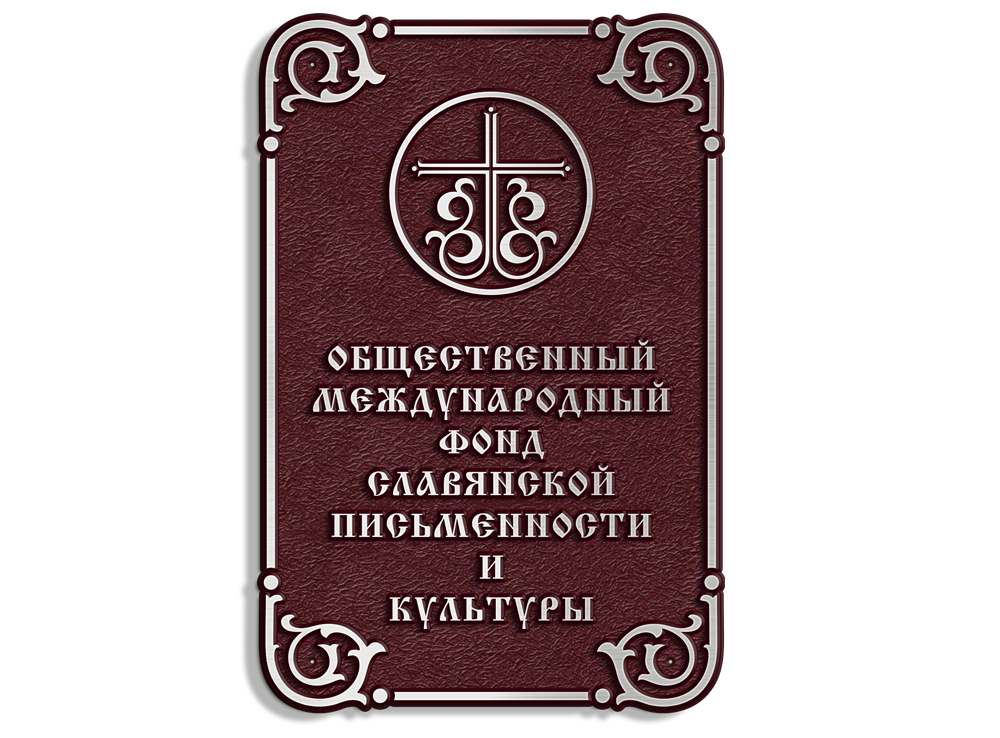 ОБЩЕСТВЕННЫЙ
МЕЖДУНАРОДНЫЙ
ФОНД
СЛАВЯНСКОЙ
ПИСЬМЕННОСТИ
И
КУЛЬТУРЫ